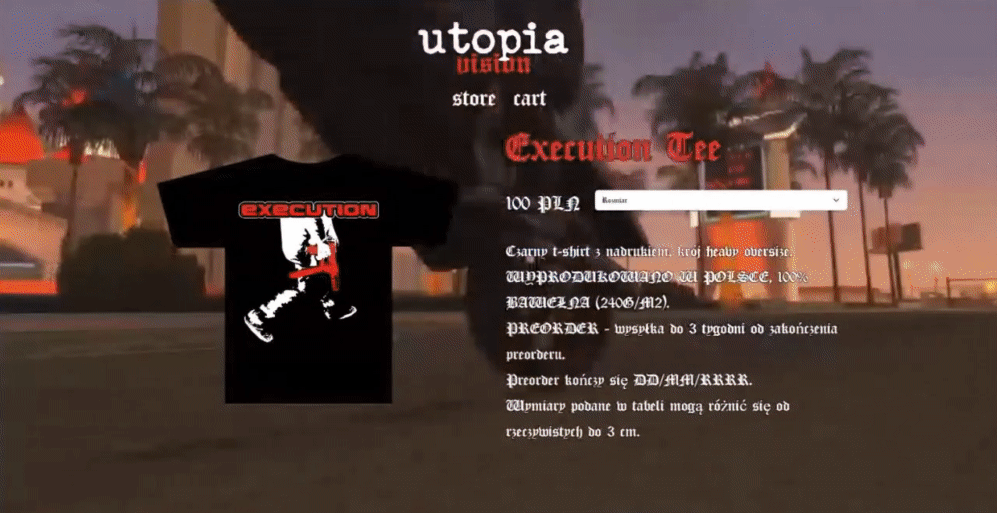 utopia
vision
store cart
Execution Tee
EXECUTION
100 PLN Rozmiar
Czarny t-shirt z nadrukiem, krój heavy oversize.
WYPRODUKOWANO W POLSCE, 100%
BAWEŁNA (240G/M2).
PREORDER - wysyłka do 3 tygodni od zakończenia
preorderu.
Preorder kończy się DD/MM/RRRR.
Wymiary podane w tabeli mogą różnić się od
rzeczywistych do 3 cm.